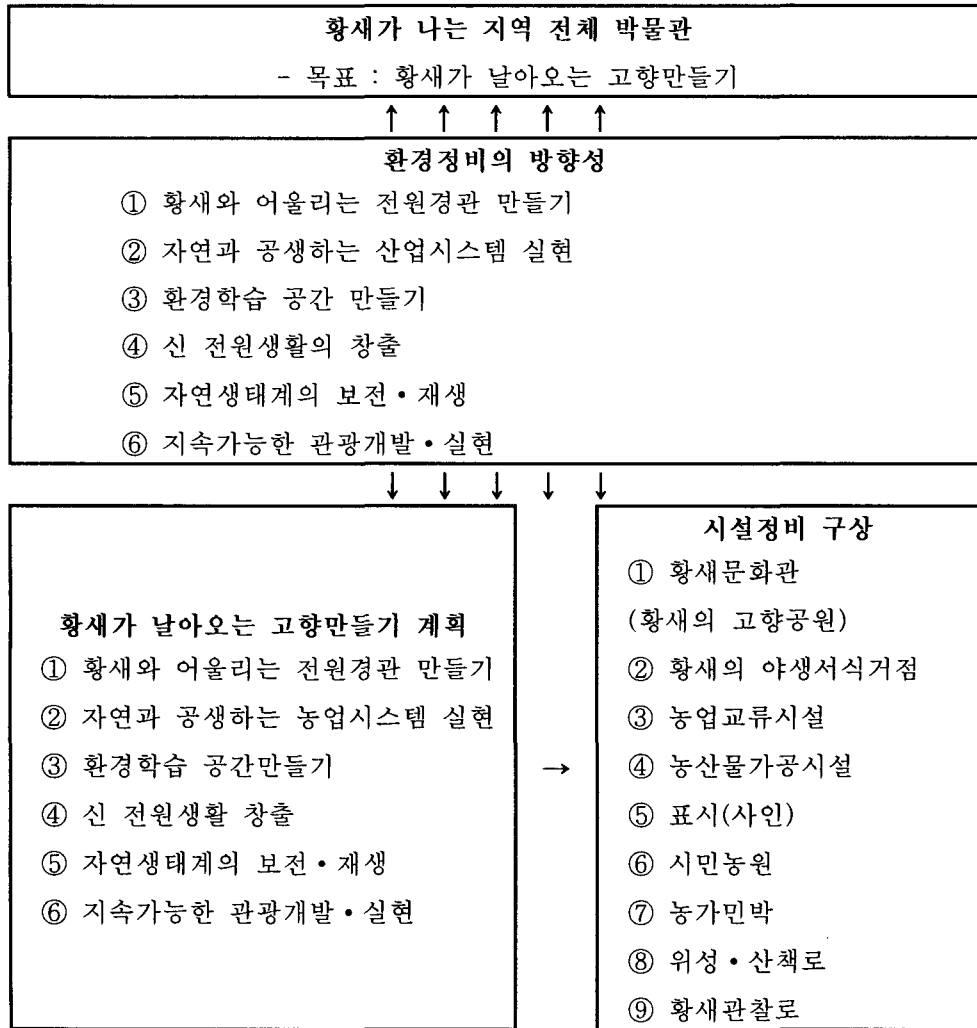 황새가 나는 지역 전체 박물관
- 목표 : 황새가 날아오는 고향만들기
↑ ↑ ↑ ↑ ↑
환경정비의 방향성
① 황새와 어울리는 전원경관 만들기
② 자연과 공생하는 산업시스템 실현
③ 환경학습 공간 만들기
④ 신 전원생활의 창출
⑤ 자연생태계의 보전•재생
⑥ 지속가능한 관광개발•실현
↓ ↓ ↓ ↓ ↓
황새가 날아오는 고향만들기 계획
① 황새와 어울리는 전원경관 만들기
② 자연과 공생하는 농업시스템 실현
③ 환경학습 공간만들기
④ 신 전원생활 창출
⑤ 자연생태계의 보전•재생
⑥ 지속가능한 관광개발•실현
→
시설정비 구상
① 황새문화관
(황새의 고향공원)
② 황새의 야생서식거점
③ 농업교류시설
④ 농산물가공시설
⑤ 표시(사인)
⑥ 시민농원
⑦ 농가민박
⑧ 위성•산책로
⑨ 황새관찰로